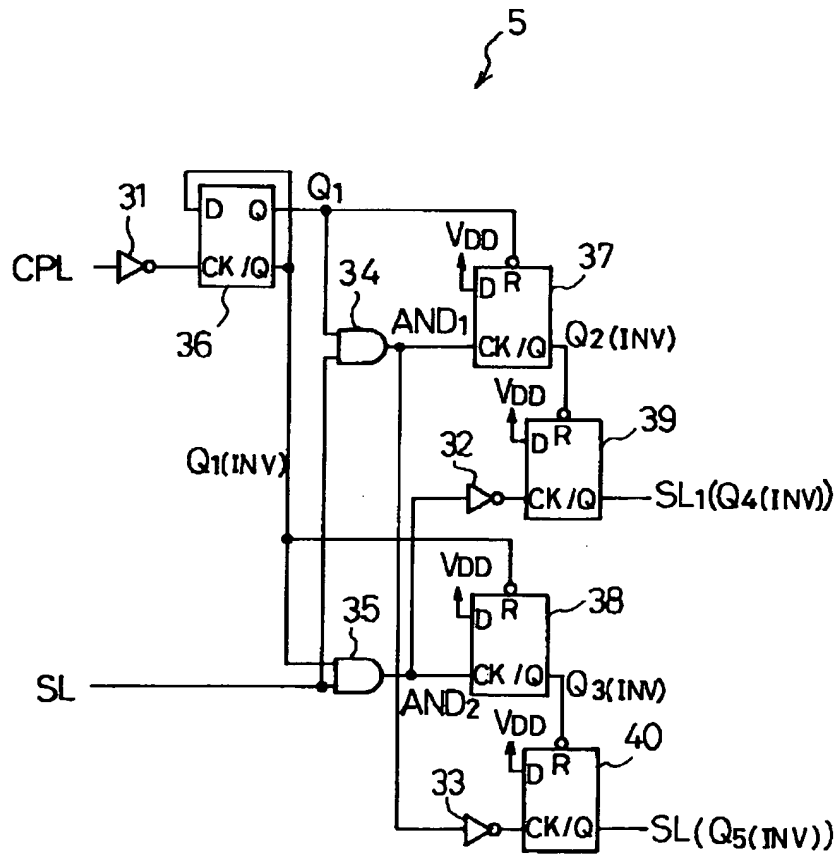 5
31
D Q
Q1
CPL
CK/Q
36
34
VDD
37
D R
AND1
CK/Q
Q2(INV)
VDD
39
D R
Q1(INV)
32
CK/Q
SL1(Q4(INV))
VDD
38
D R
35
SL
CK/Q
AND2
Q3(INV)
VDD
40
D R
33
CK/Q
SL(Q5(INV))